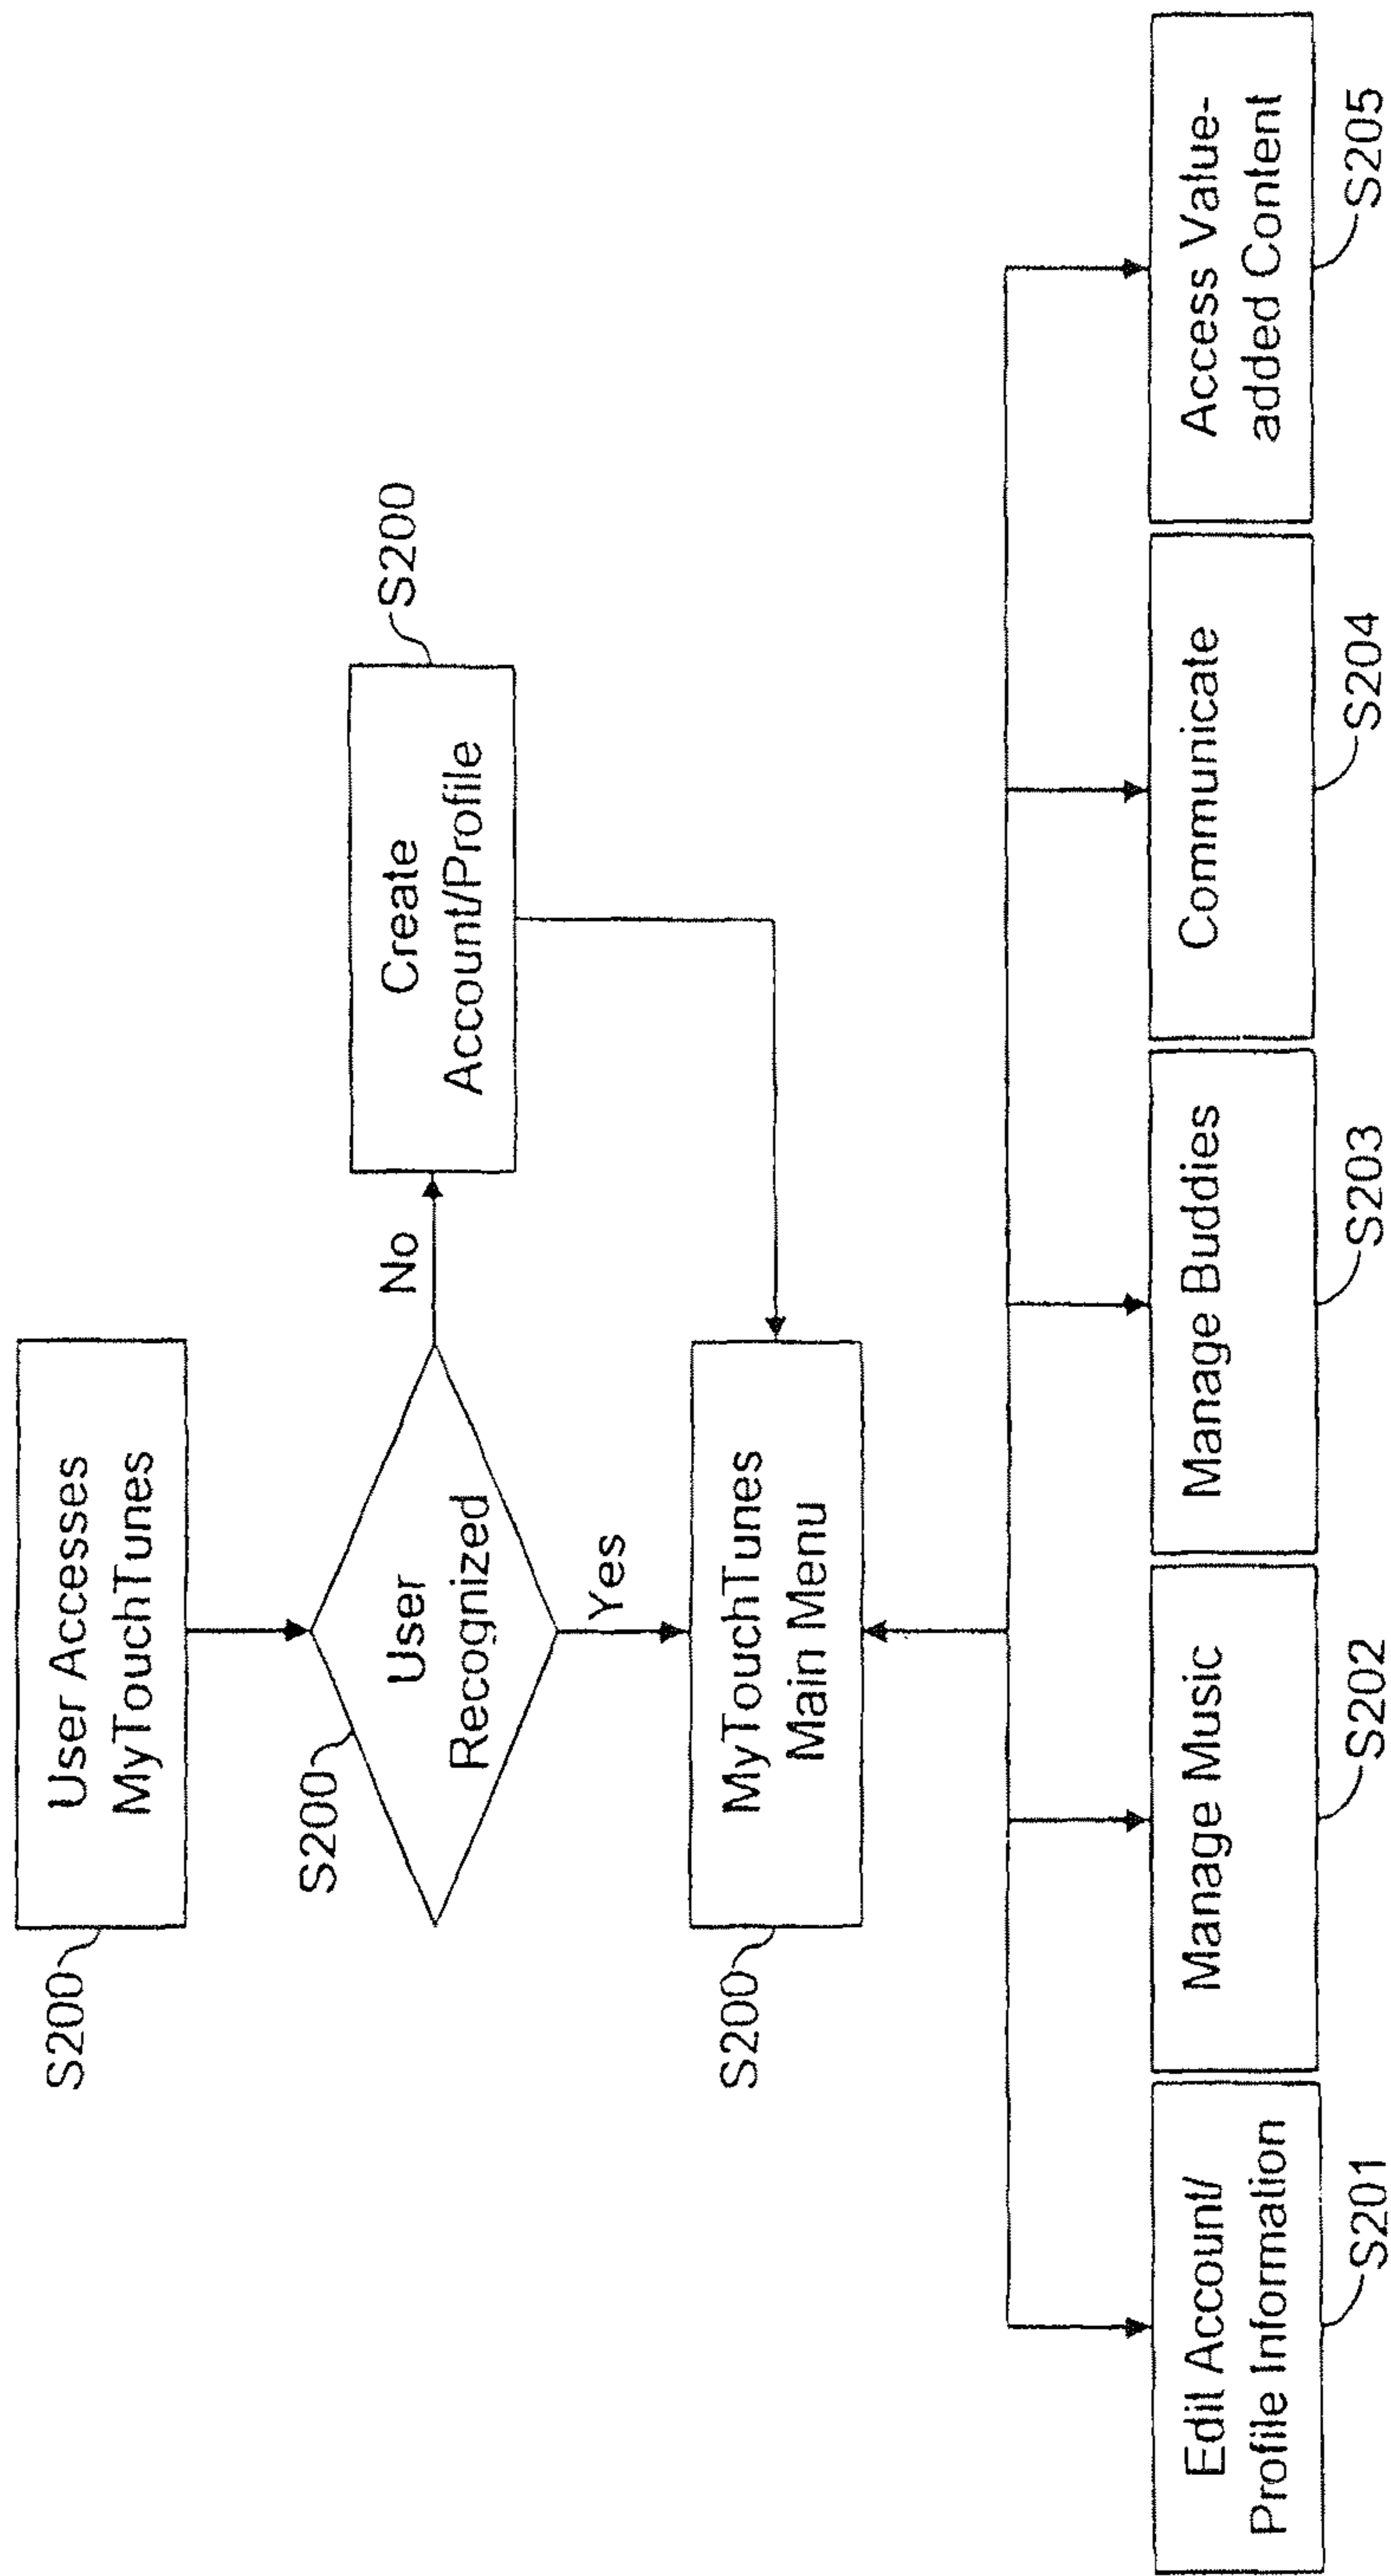 User Accesses
MyTouchTunes
S200
User
Recognized
S200
No
Create
Account/Profile
S200
Yes
MyTouchTunes
Main Menu
S200
Edit Account/
Profile Information
S201
Manage Music
S202
Manage Buddies
S203
Communicate
S204
Access Value-
added Content
S205